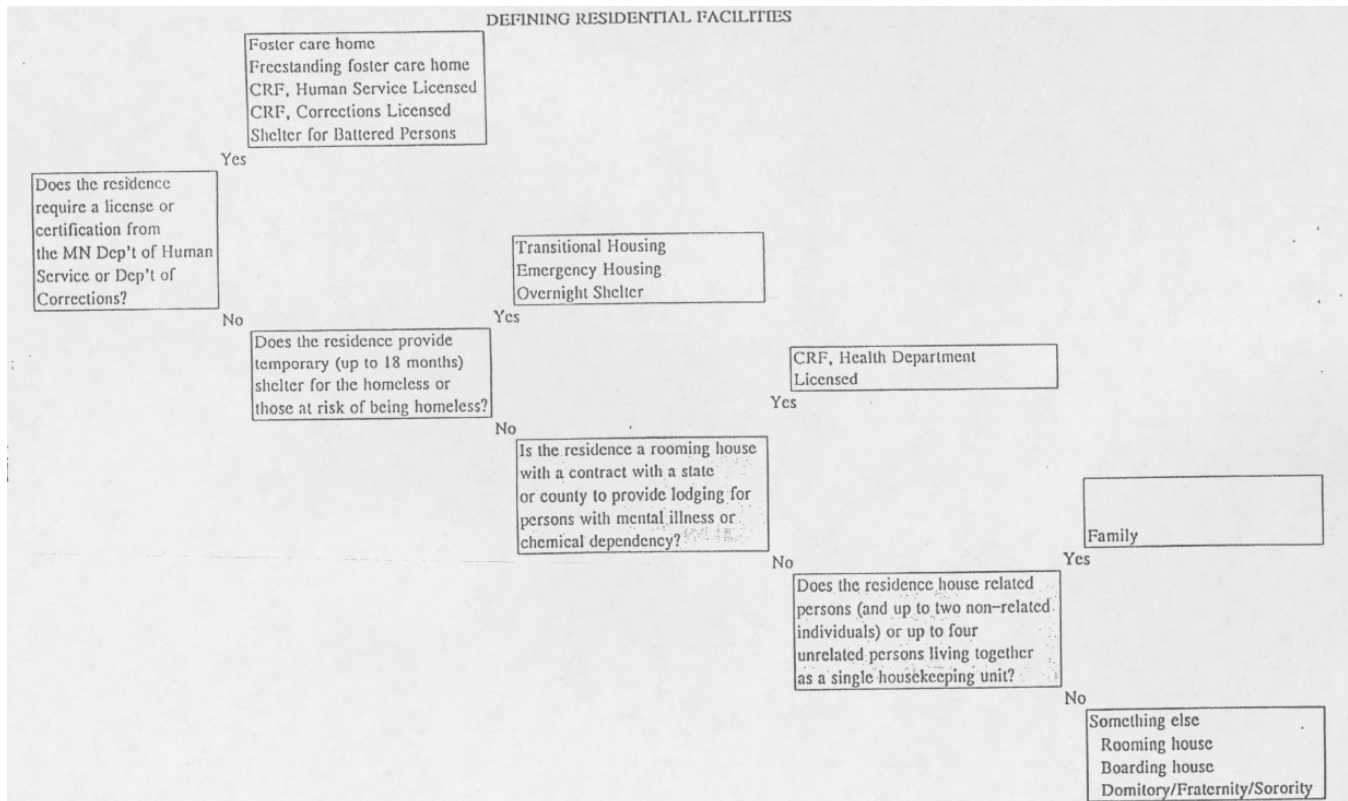 DEFINING RESIDENTIAL FACILITIES
Foster care home
Freestanding foster care home
CRF, Human Service Licensed
CRF, Corrections Licensed
Shelter for Battered Persons
Yes
Does the residence
require a license or
certification from
the MN Dep't of Human
Service or Dep't of
Corrections?
No
Transitional Housing
Emergency Housing
Overnight Shelter
Yes
Does the residence provide
temporary (up to 18 months)
shelter for the homeless or
those at risk of being homeless?
No
CRF, Health Department
Licensed
Yes
Is the residence a rooming house
with a contract with a state
or county to provide lodging for
persons with mental illness or
chemical dependency?
No
Family
Yes
Does the residence house related
persons (and up to two non-related
individuals) or up to four
unrelated persons living together
as a single housekeeping unit?
No
Something else
Rooming house
Boarding house
Domitory/Fraternity/Sorority